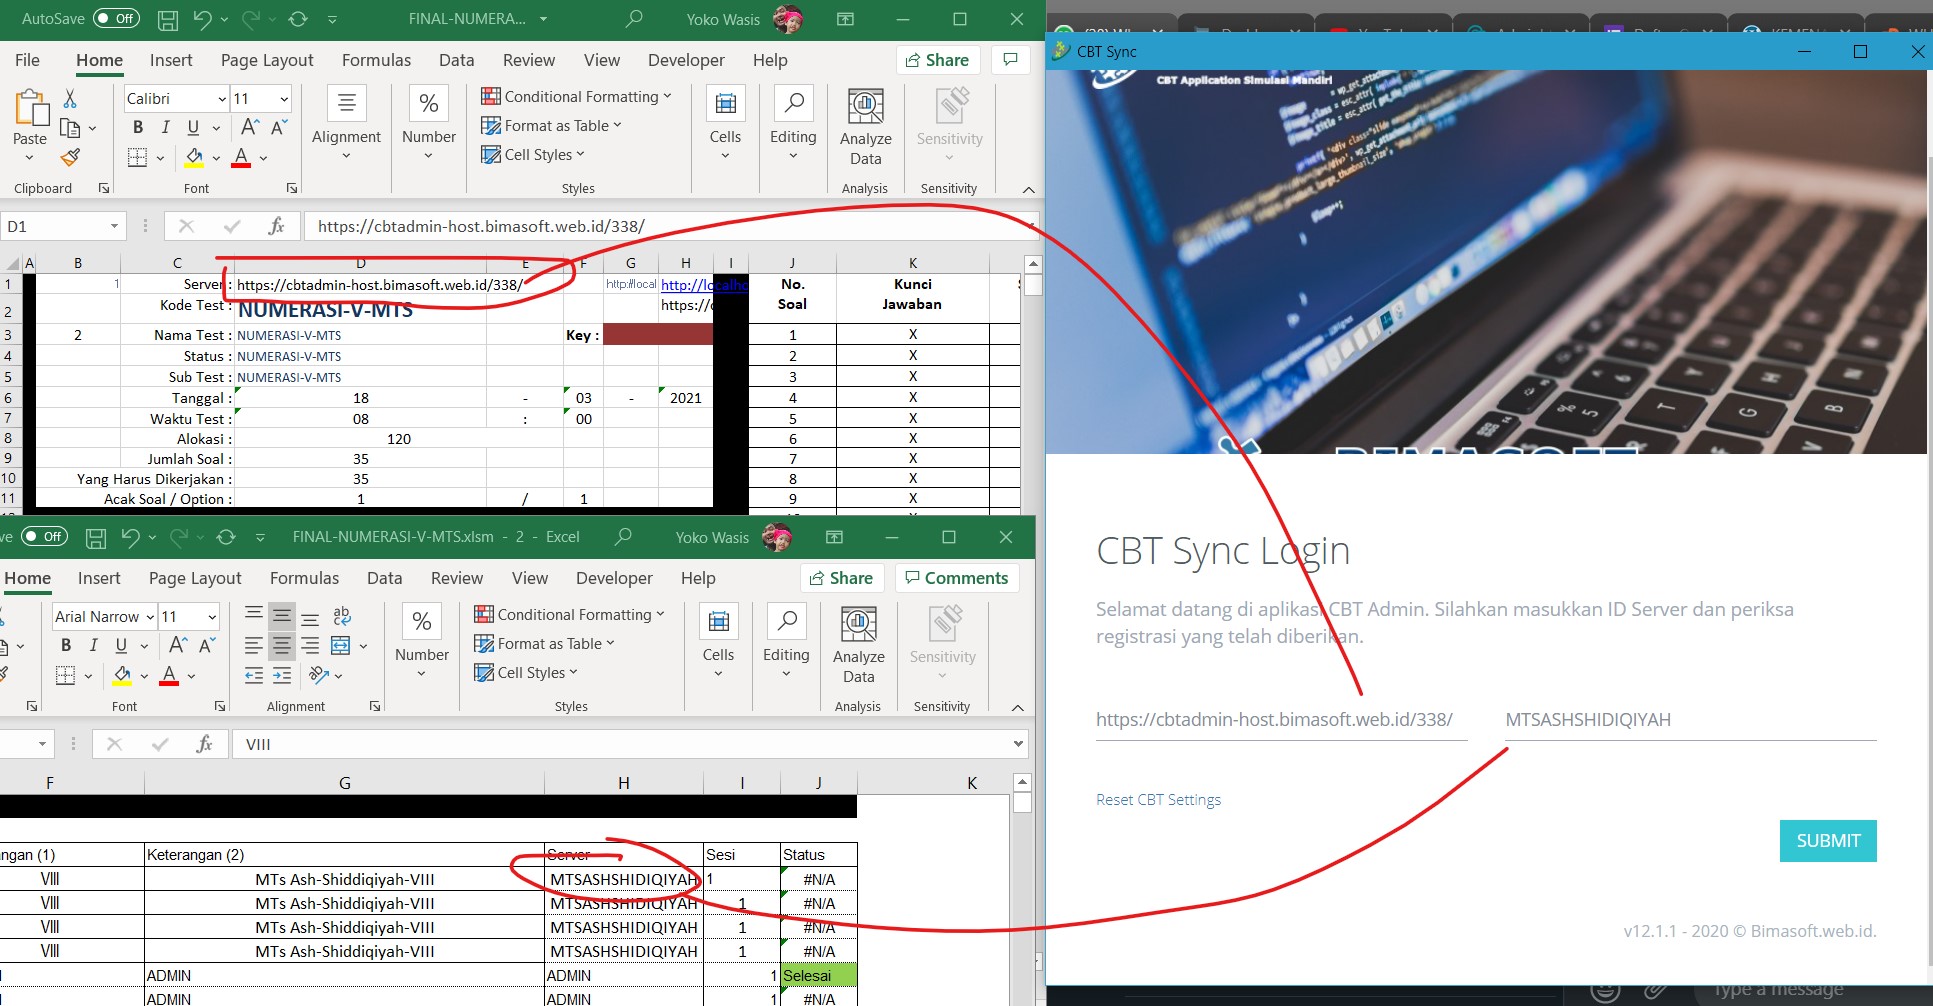 AutoSave Off
FINAL-NUMERA...
Yoko Wasis
File Home Insert Page Layout Formulas Data Review View Developer Help
Share
Calibri 11
Paste
B I U
Alignment
%
Number
Conditional Formatting
Format as Table
Cell Styles
Cells
Editing
Analyze
Data
Sensitivity
Clipboard Font Styles Analysis Sensitivity
D1 fx https://cbtadmin-host.bimasoft.web.id/338/
A B C D E F G H I J K
1 1 Server : https://cbtadmin-host.bimasoft.web.id/338/ http://local http://localho No. Kunci
2 Kode Test : NUMERASI-V-MTS https://c Soal Jawaban
3 2 Nama Test : NUMERASI-V-MTS Key : 1 X
4 Status : NUMERASI-V-MTS 2 X
5 Sub Test : NUMERASI-V-MTS 3 X
6 Tanggal : 18 - 03 - 2021 4 X
7 Waktu Test : 08 : 00 5 X
8 Alokasi : 120 6 X
9 Jumlah Soal : 35 7 X
10 Yang Harus Dikerjakan : 35 8 X
11 Acak Soal / Option : 1 / 1 9 X
ve Off
FINAL-NUMERASI-V-MTS.xlsm - 2 - Excel
Yoko Wasis
Home Insert Page Layout Formulas Data Review View Developer Help
Share Comments
Arial Narrow 11
B I U
ab
%
Number
Conditional Formatting
Format as Table
Cell Styles
Cells
Editing
Analyze
Data
Sensitivity
Font Alignment Styles Analysis Sensitivity
fx VIII
F G H I J K
ngan (1) Keterangan (2) Server Sesi Status
VIII MTs Ash-Shiddiqiyah-VIII MTSASHSHIDIQIYAH 1 #N/A
VIII MTs Ash-Shiddiqiyah-VIII MTSASHSHIDIQIYAH 1 #N/A
VIII MTs Ash-Shiddiqiyah-VIII MTSASHSHIDIQIYAH 1 #N/A
VIII MTs Ash-Shiddiqiyah-VIII MTSASHSHIDIQIYAH 1 #N/A
ADMIN ADMIN 1 Selesai
ADMIN ADMIN 1 #N/A
CBT Sync
CBT Application Simulasi Mandiri
BIMASOFT
CBT Sync Login
Selamat datang di aplikasi CBT Admin. Silahkan masukkan ID Server dan periksa
registrasi yang telah diberikan.
https://cbtadmin-host.bimasoft.web.id/338/ MTSASHSHIDIQIYAH
Reset CBT Settings
SUBMIT
v12.1.1 - 2020 © Bimasoft.web.id.
Type a message